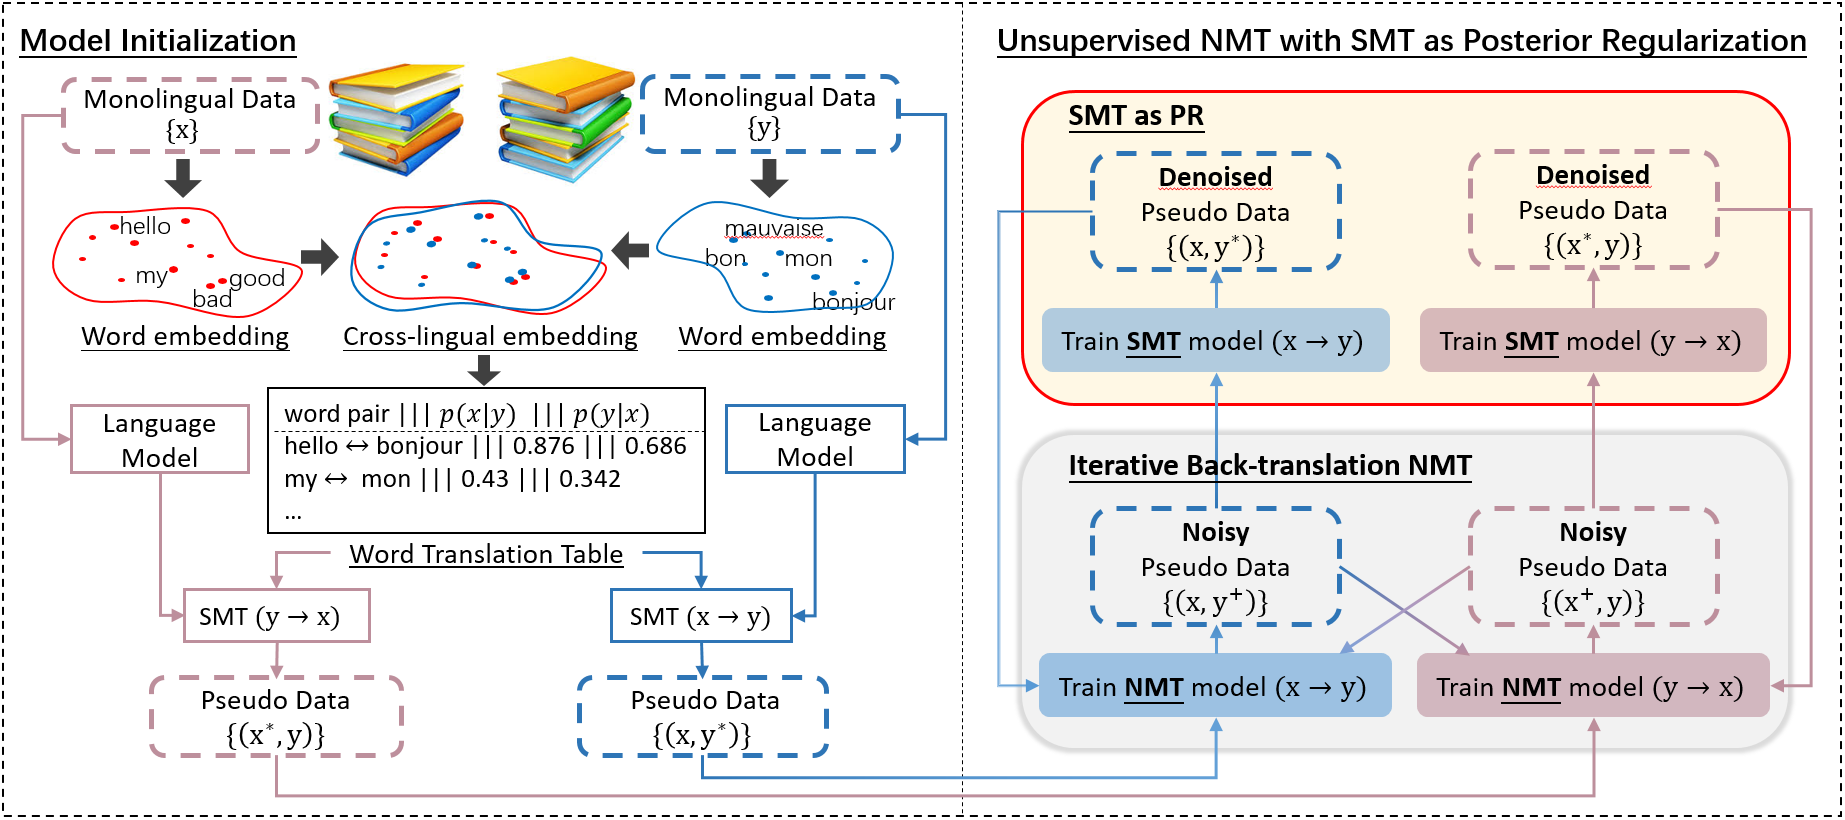 Model Initialization
Monolingual Data
{x}
Monolingual Data
{y}
hello
my
good
bad
mauvaise
bon
mon
bonjour
Word embedding
Cross-lingual embedding
Word embedding
word pair ||| p(x|y) ||| p(y|x)
hello ↔ bonjour ||| 0.876 ||| 0.686
my ↔ mon ||| 0.43 ||| 0.342
...
Language
Model
Language
Model
Word Translation Table
SMT (y → x)
SMT (x → y)
Pseudo Data
{(x*, y)}
Pseudo Data
{(x, y*)}
Unsupervised NMT with SMT as Posterior Regularization
SMT as PR
Denoised
Pseudo Data
{(x, y*)}
Denoised
Pseudo Data
{(x*, y)}
Train SMT model (x → y)
Train SMT model (y → x)
Iterative Back-translation NMT
Noisy
Pseudo Data
{(x, y⁺)}
Noisy
Pseudo Data
{(x⁺, y)}
Train NMT model (x → y)
Train NMT model (y → x)